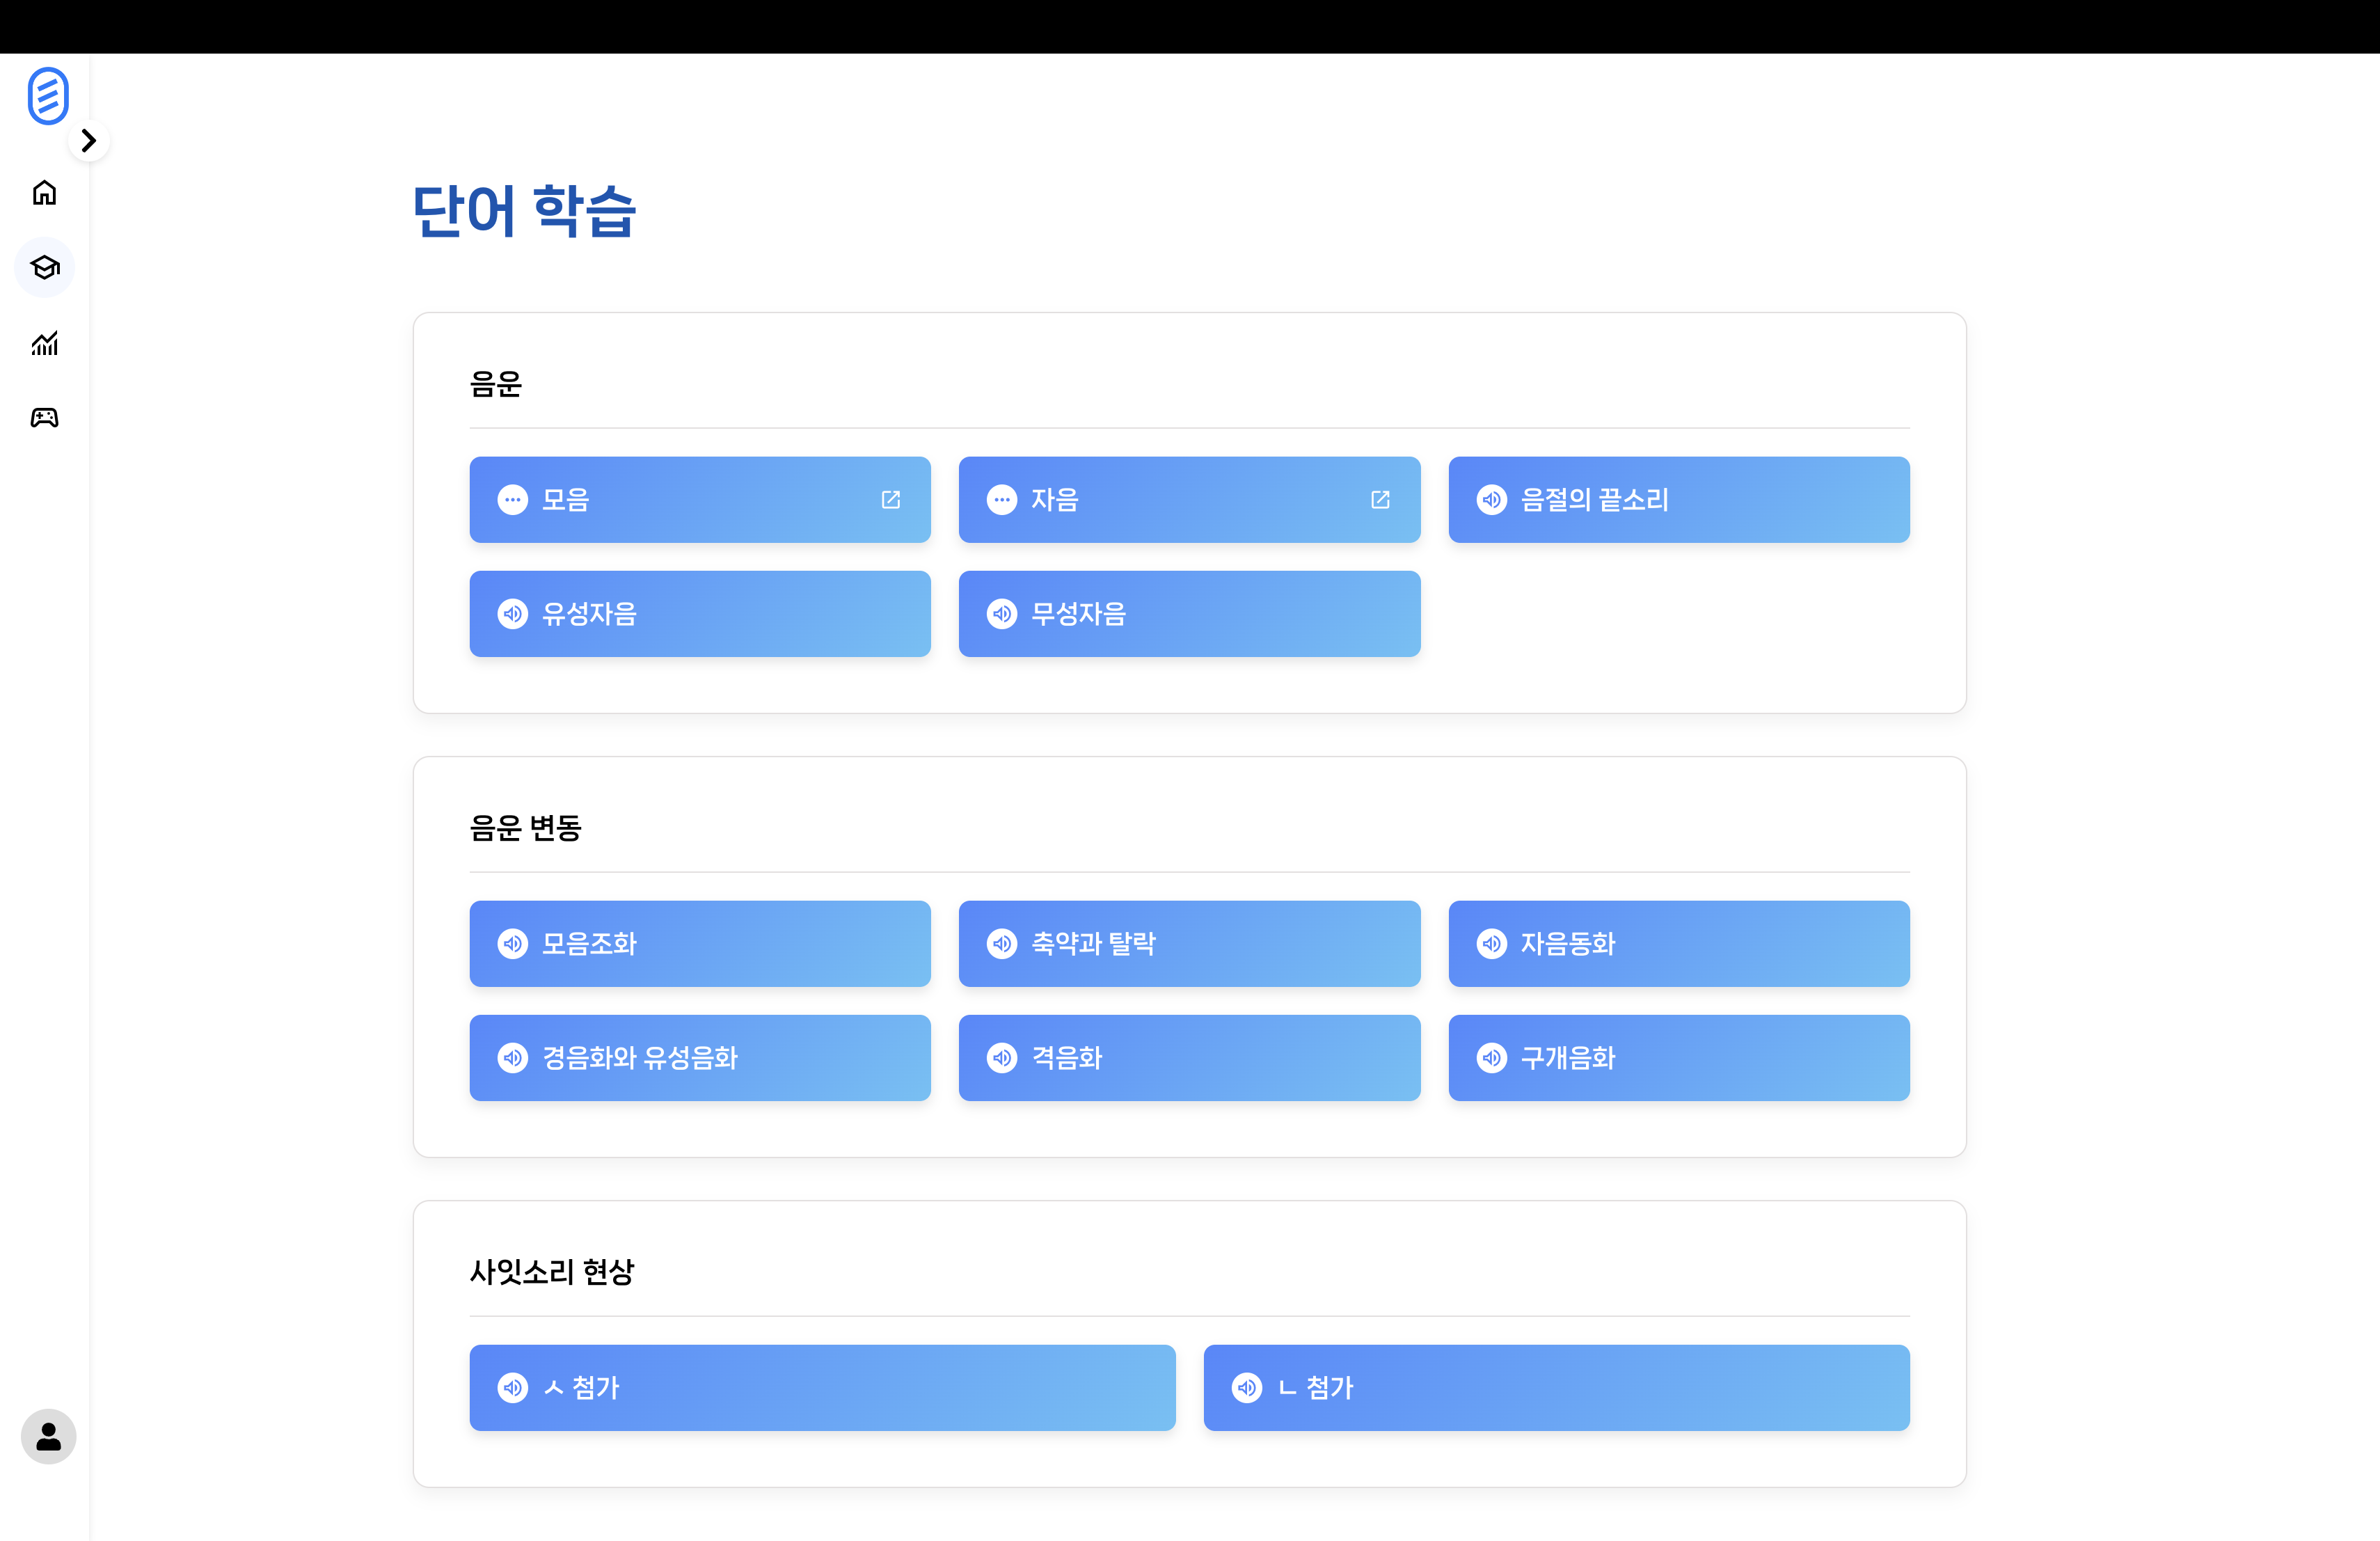 단어 학습
음운
모음
자음
음절의 끝소리
유성자음
무성자음
음운 변동
모음조화
축약과 탈락
자음동화
경음화와 유성음화
격음화
구개음화
사잇소리 현상
ㅅ 첨가
ㄴ 첨가